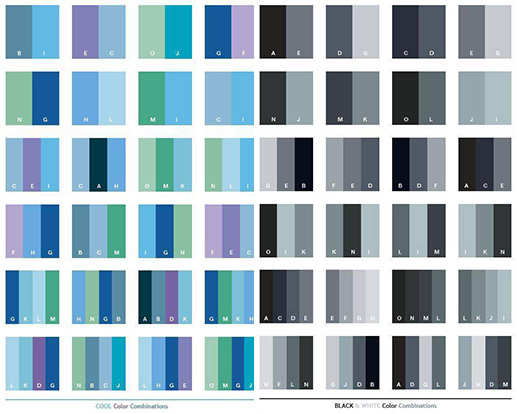 B I E C O J G F A E D G C D E G
N G H L M I C I N J M K O L J I
C E I C A H O M K N L I G E B F E D B D F A C E
F H G B C M I G N F E C O I K K N I L I M I K N
G K L M H N G B A B D K G M K H A C D E E F G H O N M L L K J I
L K D G N B C J L H G E O M G J F L N G J D B A D G L J H D M
COOL Color Combinations BLACK & WHITE Color Combinations